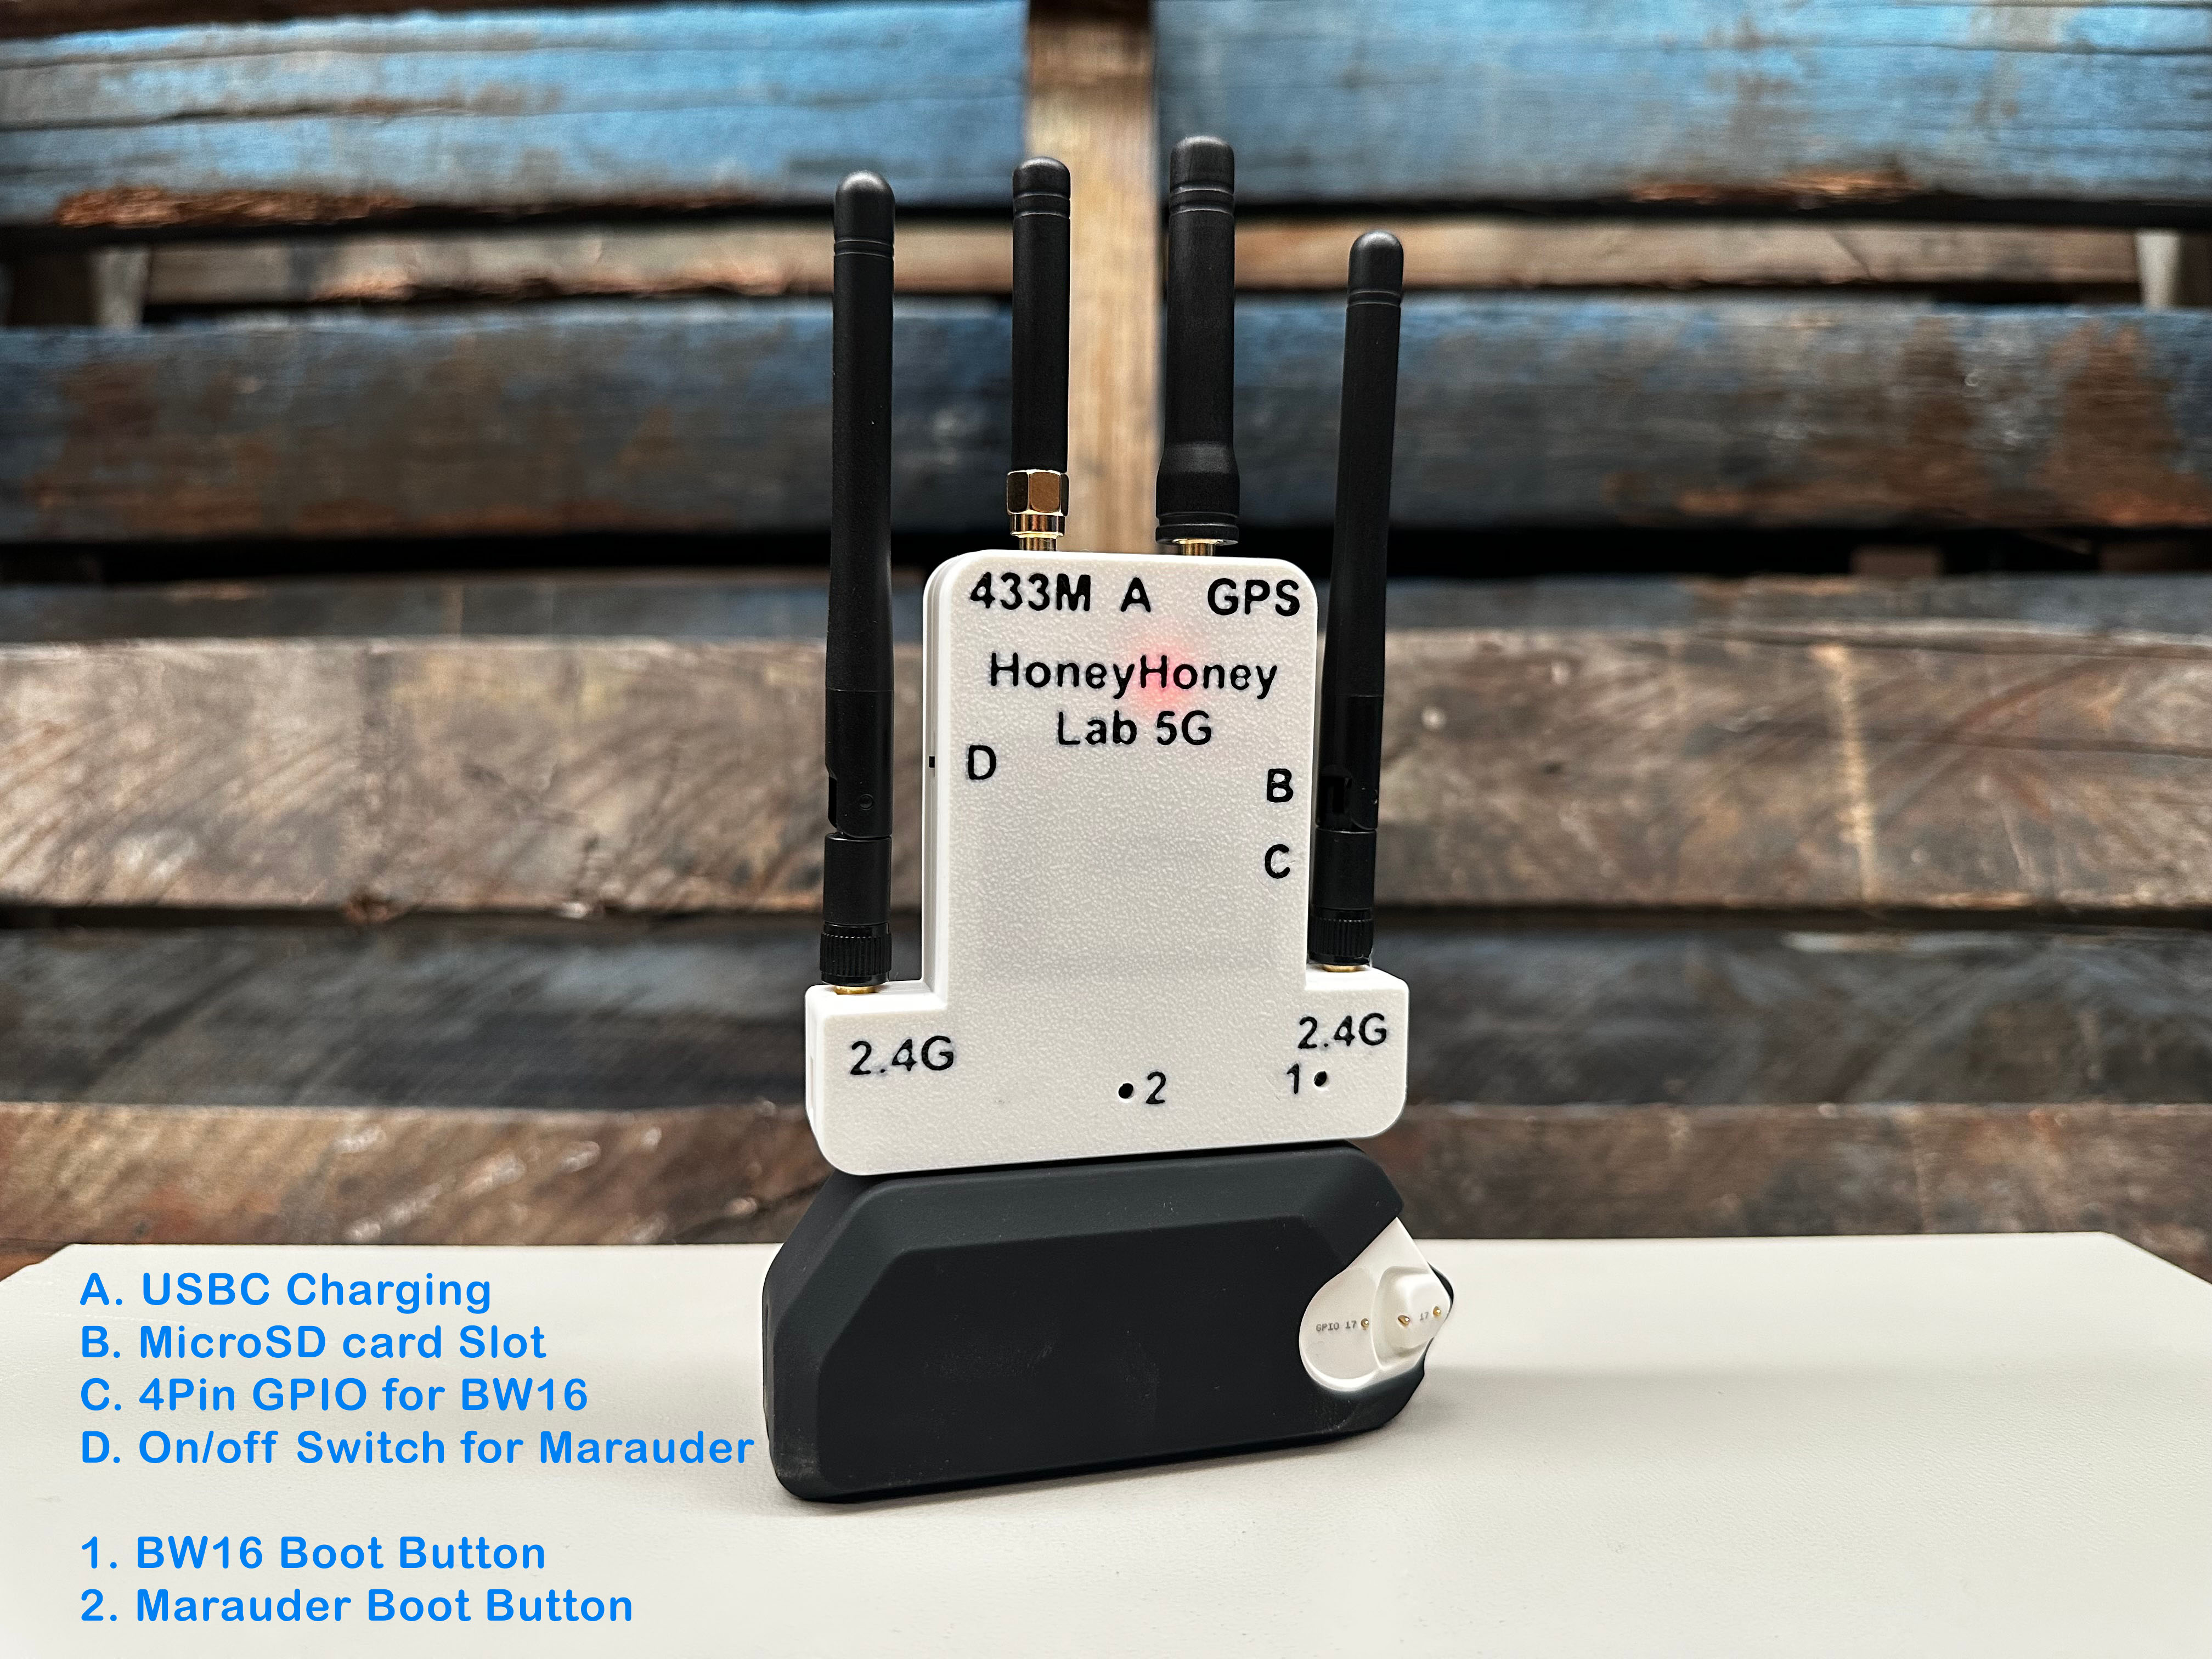 433M A GPS
HoneyHoney
Lab 5G
D
B
C
2.4G
2.4G
2
1
GPIO 17
17
A. USBC Charging
B. MicroSD card Slot
C. 4Pin GPIO for BW16
D. On/off Switch for Marauder
1. BW16 Boot Button
2. Marauder Boot Button